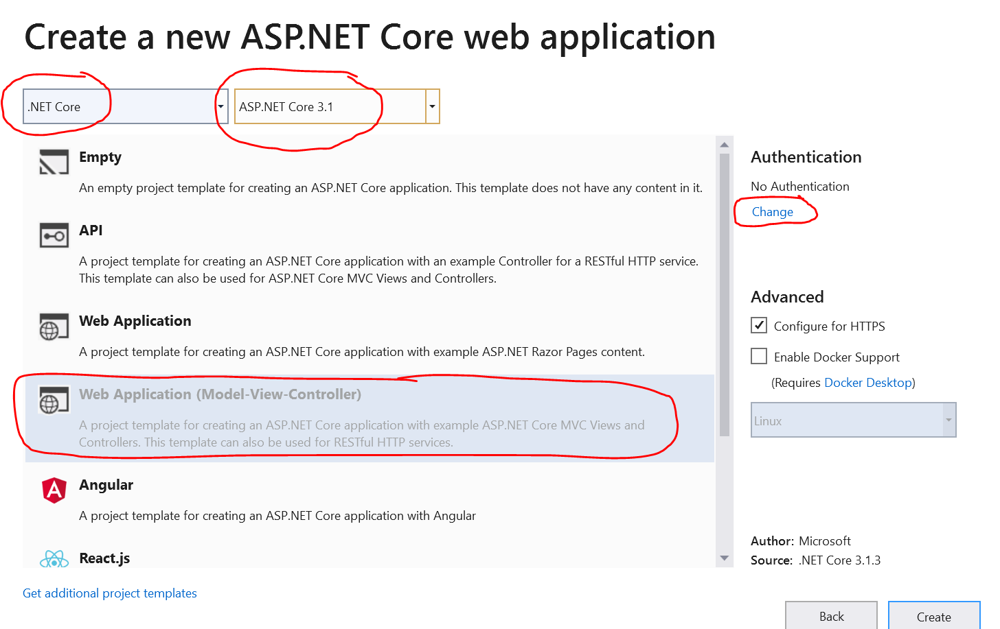 Create a new ASP.NET Core web application
.NET Core
ASP.NET Core 3.1
Empty
An empty project template for creating an ASP.NET Core application. This template does not have any content in it.
API
A project template for creating an ASP.NET Core application with an example Controller for a RESTful HTTP service.
This template can also be used for ASP.NET Core MVC Views and Controllers.
Web Application
A project template for creating an ASP.NET Core application with example ASP.NET Razor Pages content.
Web Application (Model-View-Controller)
A project template for creating an ASP.NET Core application with example ASP.NET Core MVC Views and
Controllers. This template can also be used for RESTful HTTP services.
Angular
A project template for creating an ASP.NET Core application with Angular
React.js
Get additional project templates
Authentication
No Authentication
Change
Advanced
Configure for HTTPS
Enable Docker Support
(Requires Docker Desktop)
Linux
Author: Microsoft
Source: .NET Core 3.1.3
Back
Create